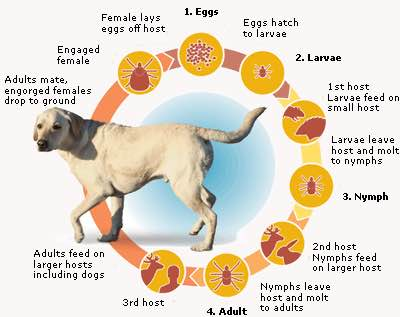 1. Eggs
Eggs hatch
to larvae
2. Larvae
1st host
Larvae feed on
small host
Larvae leave
host and molt
to nymphs
3. Nymph
2nd host
Nymphs feed
on larger host
Nymphs leave
host and molt
to adults
4. Adult
3rd host
Adults feed on
larger hosts
including dogs
Adults mate,
engorged females
drop to ground
Engaged
female
Female lays
eggs off host